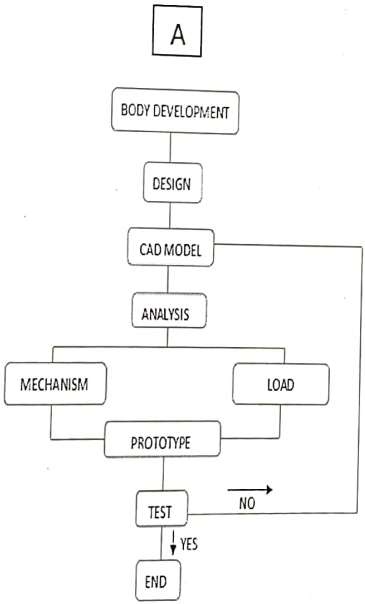 A
BODY DEVELOPMENT
DESIGN
CAD MODEL
ANALYSIS
MECHANISM
LOAD
PROTOTYPE
TEST
NO
YES
END